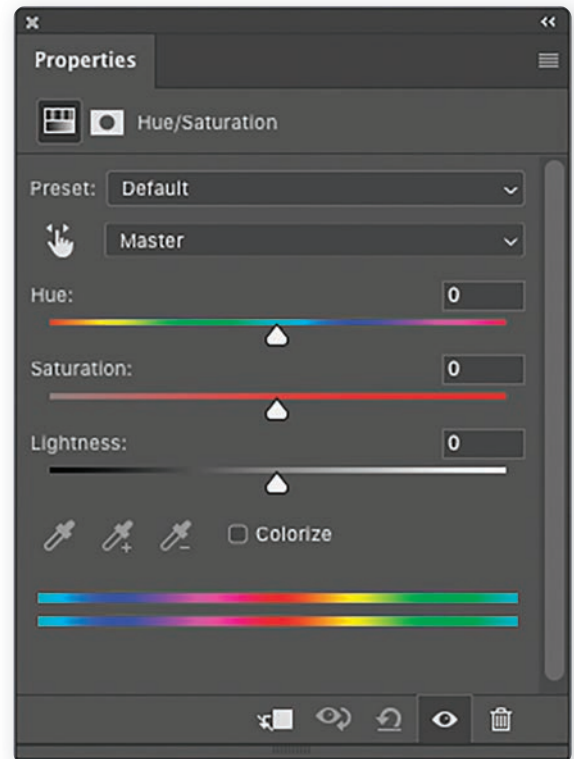 Properties
Hue/Saturation
Preset: Default
Master
Hue: 0
Saturation: 0
Lightness: 0
Colorize